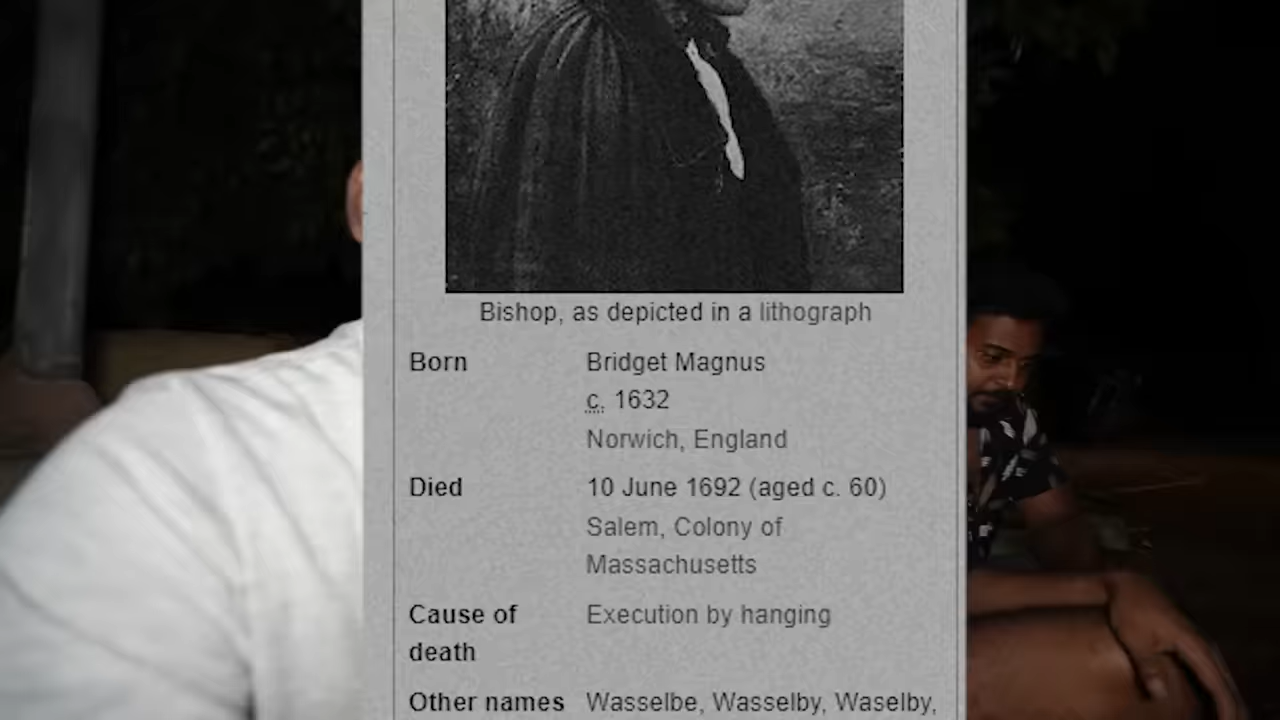 Bishop, as depicted in a lithograph
Born Bridget Magnus
c. 1632
Norwich, England
Died 10 June 1692 (aged c. 60)
Salem, Colony of
Massachusetts
Cause of Execution by hanging
death
Other names Wasselbe, Wasselby, Waselby,